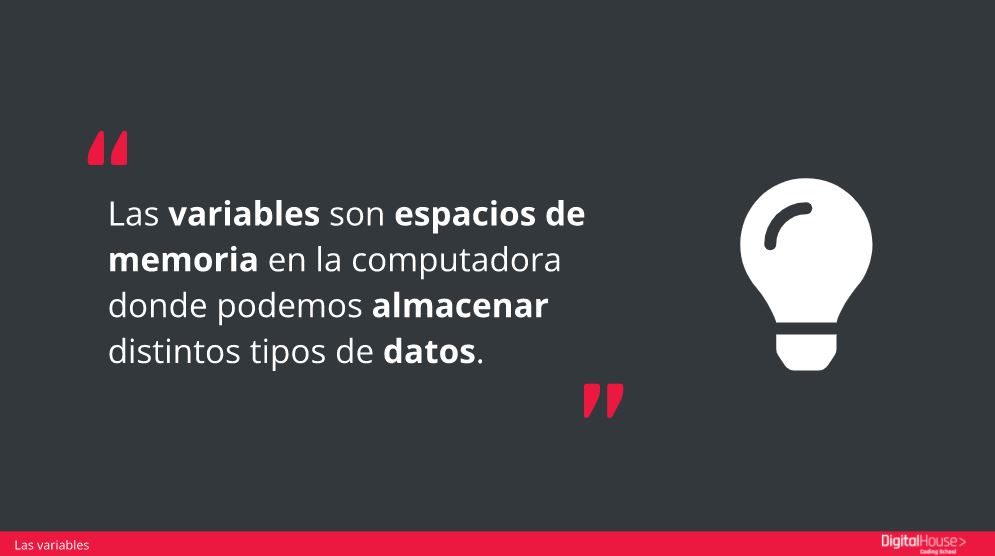 “
Las variables son espacios de
memoria en la computadora
donde podemos almacenar
distintos tipos de datos.
”
Las variables
DigitalHouse>
Coding School